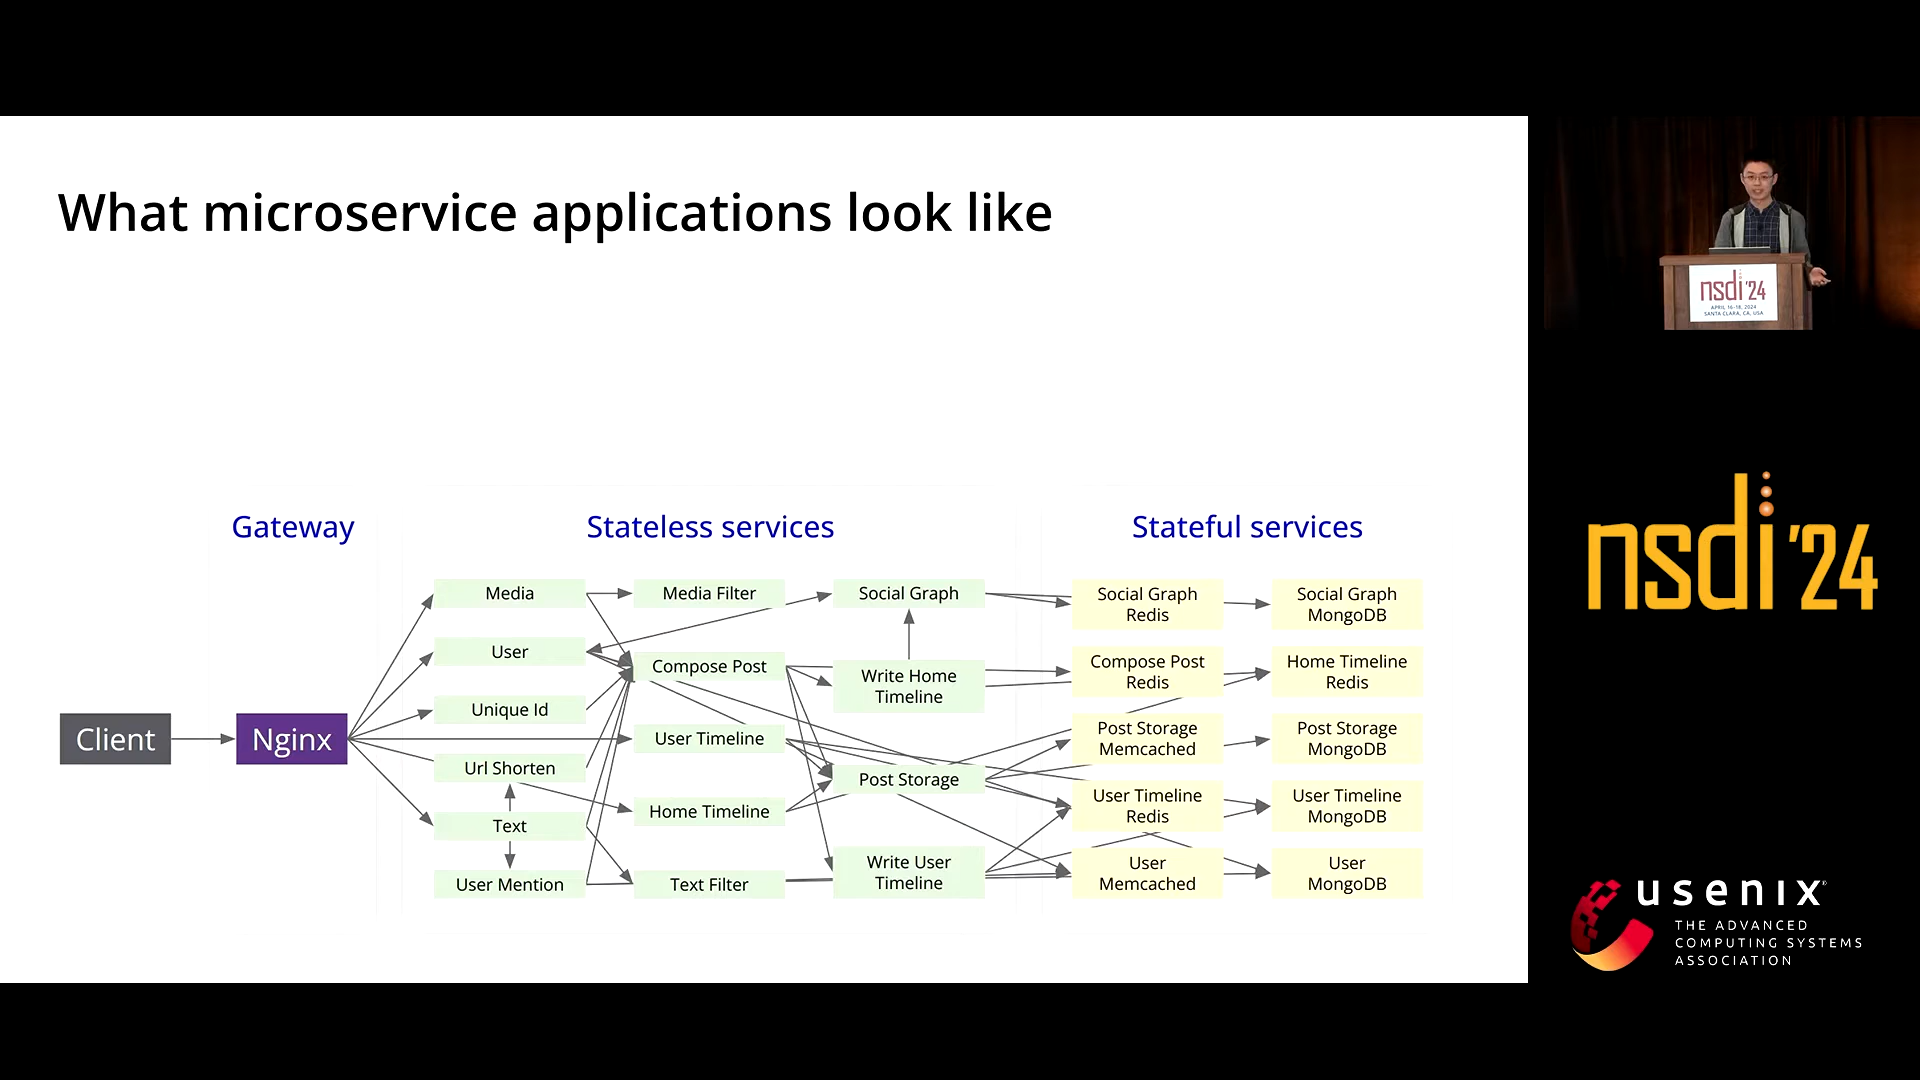 What microservice applications look like
Gateway
Stateless services
Stateful services
Client
Nginx
Media
User
Unique Id
Url Shorten
Text
User Mention
Media Filter
Compose Post
User Timeline
Home Timeline
Text Filter
Social Graph
Write Home
Timeline
Post Storage
Write User
Timeline
Social Graph
Redis
Compose Post
Redis
Post Storage
Memcached
User Timeline
Redis
User
Memcached
Social Graph
MongoDB
Home Timeline
Redis
Post Storage
MongoDB
User Timeline
MongoDB
User
MongoDB
nsdi '24
APRIL 16-18, 2024
SANTA CLARA, CA, USA
nsdi '24
usenix®
THE ADVANCED
COMPUTING SYSTEMS
ASSOCIATION